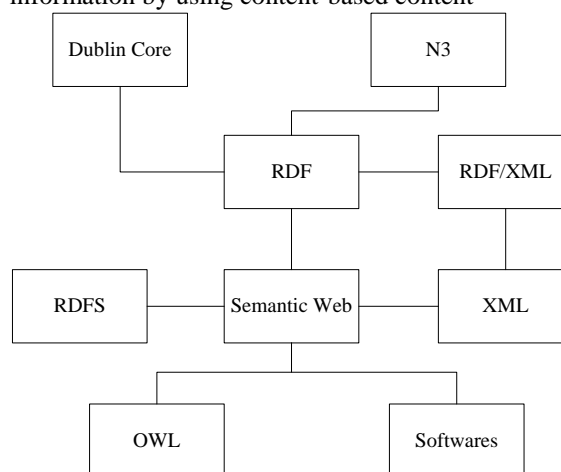 information by using content-based content
Dublin Core
N3
RDF
RDF/XML
RDFS
Semantic Web
XML
OWL
Softwares